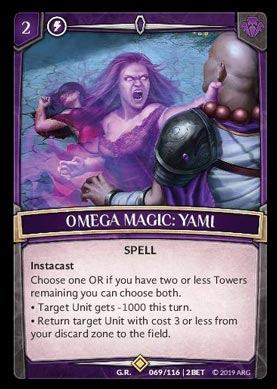 2
OMEGA MAGIC: YAMI
SPELL
Instacast
Choose one OR if you have two or less Towers
remaining you can choose both.
• Target Unit gets -1000 this turn.
• Return target Unit with cost 3 or less from
your discard zone to the field.
G.R. 069/116 | 2BET © 2019 ARG